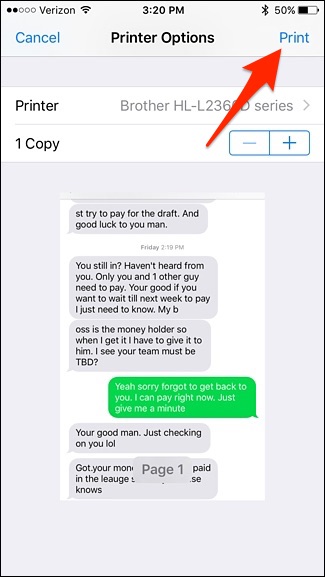 Verizon 3:20 PM 50%
Cancel Printer Options Print
Printer Brother HL-L2360D series
1 Copy
st try to pay for the draft. And
good luck to you man.
Friday 2:19 PM
You still in? Haven't heard from
you. Only you and 1 other guy
need to pay. Your good if you
want to wait till next week to pay
I just need to know. My b
oss is the money holder so
when I get it I have to give it to
him. I see your team must be
TBD?
Yeah sorry forgot to get back to
you. I can pay right now. Just
give me a minute
Your good man. Just checking
on you lol
Got.your mon paid
in the leauge s se
knows
Page 1